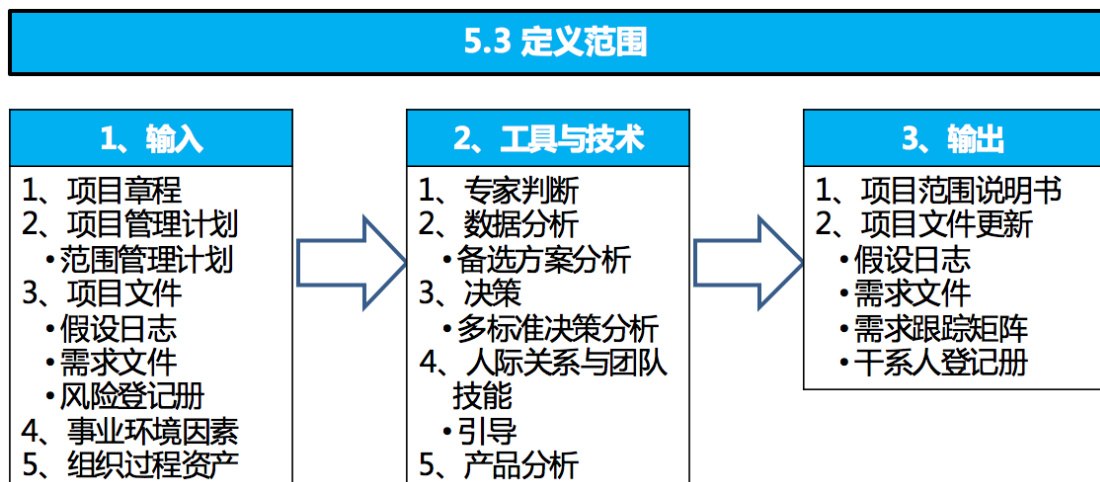 5.3 定义范围
1、输入
1、项目章程
2、项目管理计划
•范围管理计划
3、项目文件
•假设日志
•需求文件
•风险登记册
4、事业环境因素
5、组织过程资产
2、工具与技术
1、专家判断
2、数据分析
•备选方案分析
3、决策
•多标准决策分析
4、人际关系与团队
技能
•引导
5、产品分析
3、输出
1、项目范围说明书
2、项目文件更新
•假设日志
•需求文件
•需求跟踪矩阵
•干系人登记册